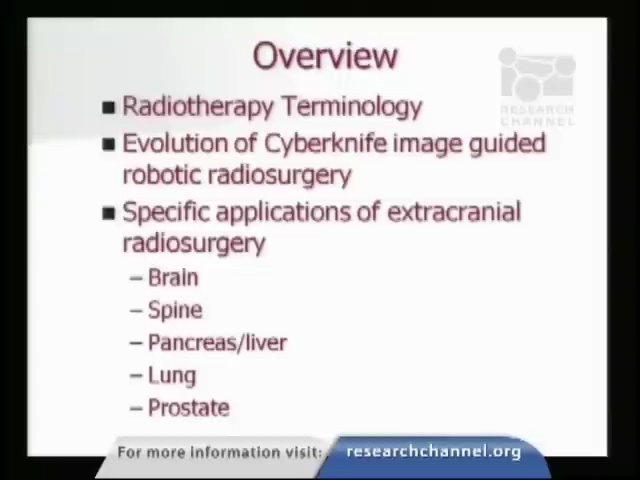 Overview
RESEARCH
CHANNEL
■ Radiotherapy Terminology
■ Evolution of Cyberknife image guided
robotic radiosurgery
■ Specific applications of extracranial
radiosurgery
– Brain
– Spine
– Pancreas/liver
– Lung
– Prostate
For more information visit: researchchannel.org